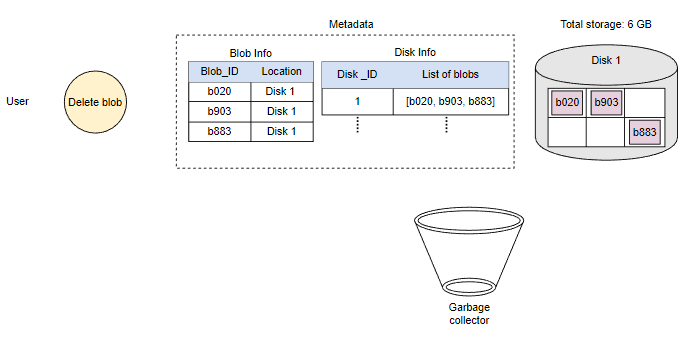 Metadata
Total storage: 6 GB
Blob Info
Disk Info
Disk 1
Blob_ID Location
Disk _ID List of blobs
b020 Disk 1
1 [b020, b903, b883]
b903 Disk 1
b883 Disk 1
b020 b903
b883
User
Delete blob
Garbage
collector